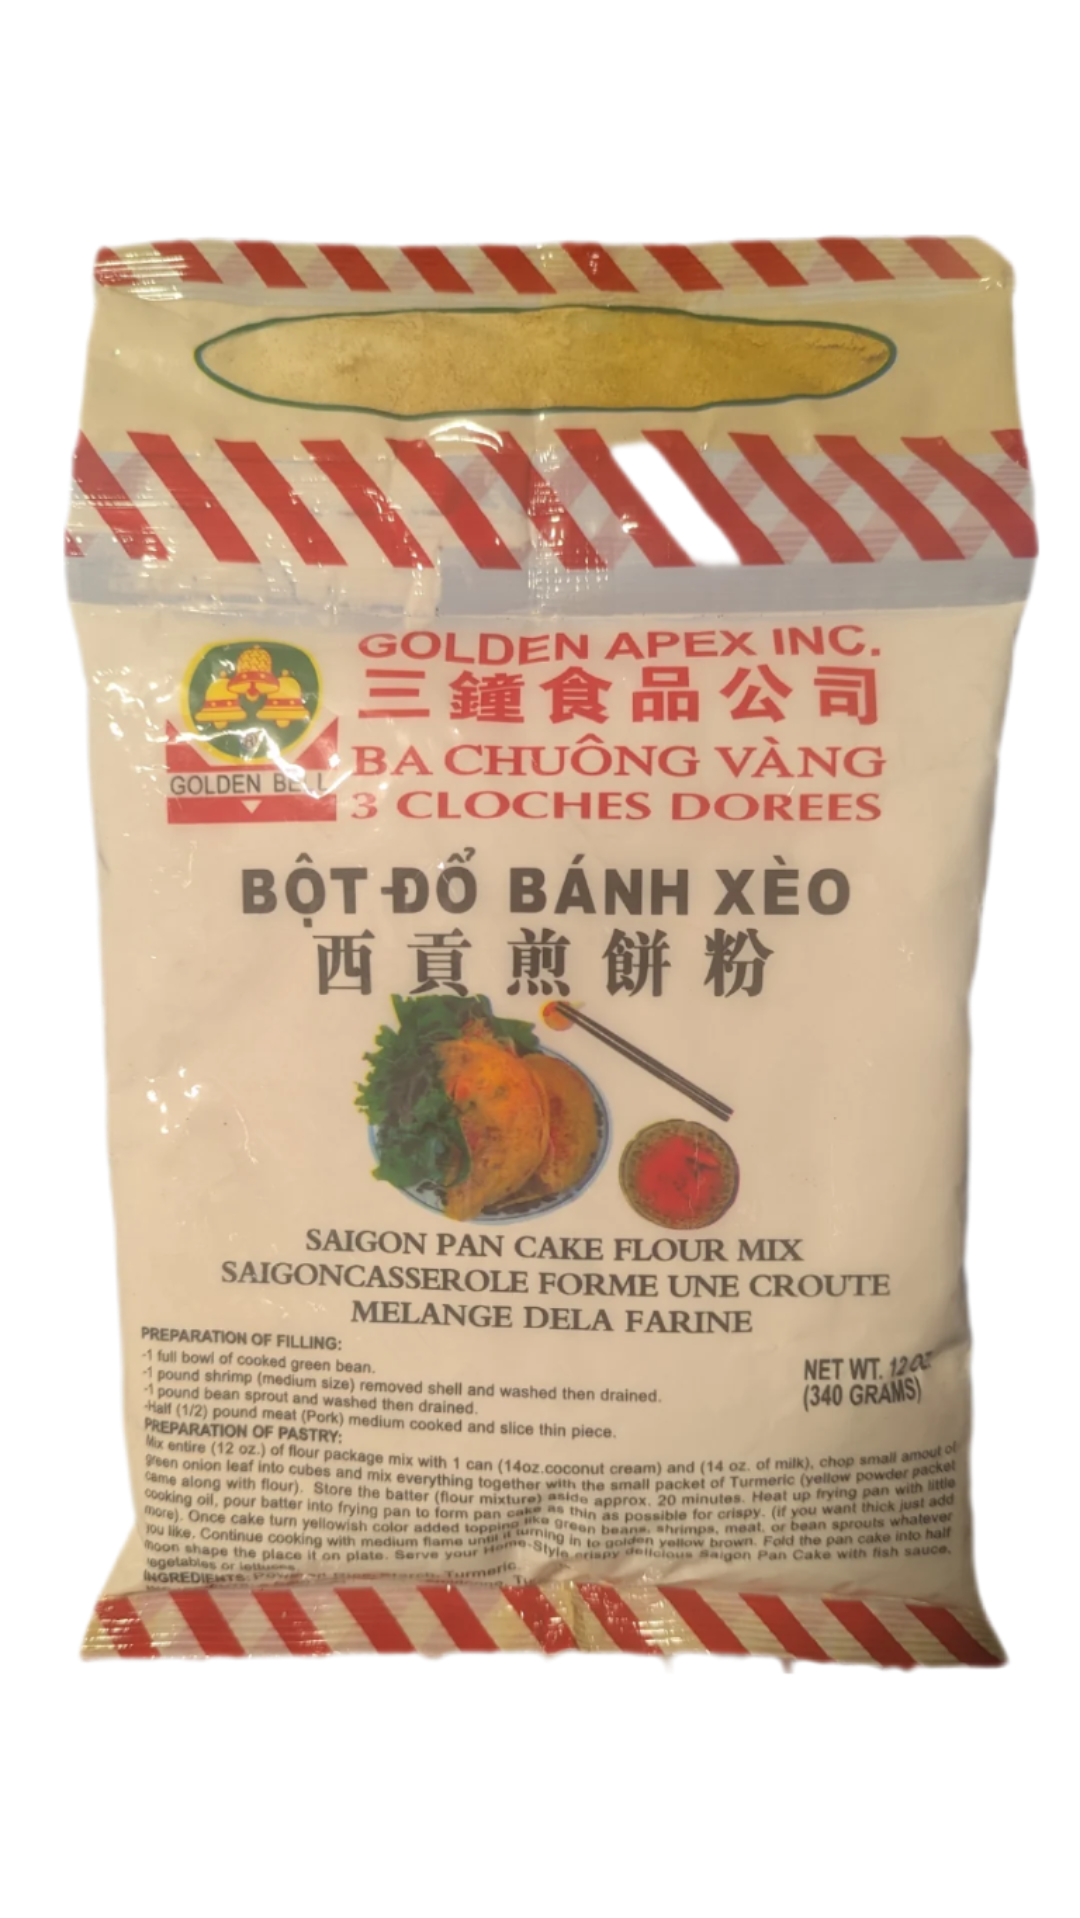 GOLDEN APEX INC.
三鐘食品公司
BA CHUÔNG VÀNG
3 CLOCHES DOREES
GOLDEN BELL
BỘT ĐỔ BÁNH XÈO
西貢煎餅粉
SAIGON PAN CAKE FLOUR MIX
SAIGONCASSEROLE FORME UNE CROUTE
MELANGE DELA FARINE
PREPARATION OF FILLING:
-1 full bowl of cooked green bean.
-1 pound shrimp (medium size) removed shell and washed then drained.
-1 pound bean sprout and washed then drained.
-Half (1/2) pound meat (Pork) medium cooked and slice thin piece.
NET WT. 12 OZ.
(340 GRAMS)
PREPARATION OF PASTRY:
Mix entire (12 oz.) of flour package mix with 1 can (14oz.coconut cream) and (14 oz. of milk), chop small amout of
green onion leaf into cubes and mix everything together with the small packet of Turmeric (yellow powder packet
came along with flour). Store the batter (flour mixture) aside approx. 20 minutes. Heat up frying pan with little
cooking oil, pour batter into frying pan to form pan cake as thin as possible for crispy. (if you want thick just add
more). Once cake turn yellowish color added topping like green beans, shrimps, meat, or bean sprouts whatever
you like. Continue cooking with medium flame until it turning in to golden yellow brown. Fold the pan cake into half
moon shape the place it on plate. Serve your Home-Style crispy delicious Saigon Pan Cake with fish sauce,
vegetables or lettuces
INGREDIENTS: Starch, Turmeric.